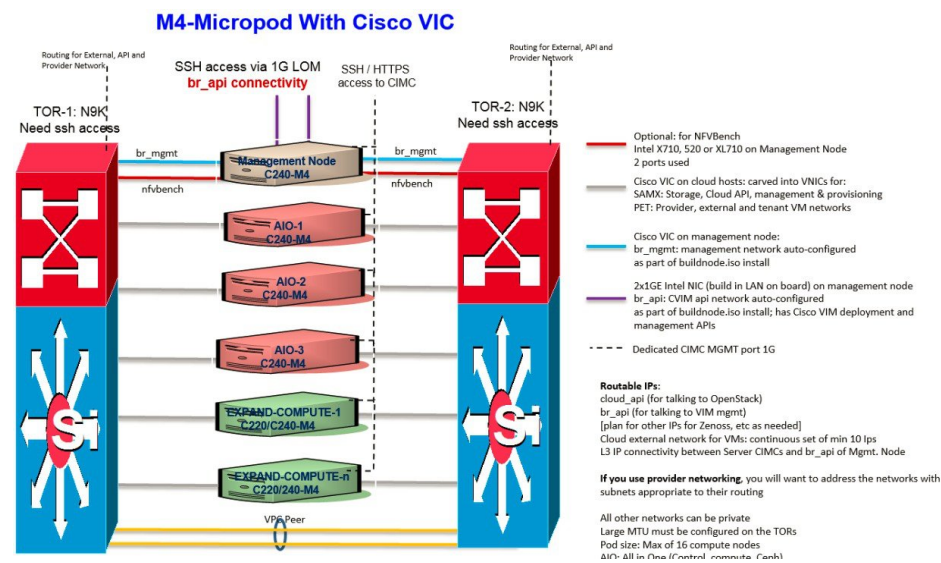 M4-Micropod With Cisco VIC
Routing for External, API and
Provider Network
SSH access via 1G LOM
br_api connectivity
SSH / HTTPS
access to CIMC
Routing for External, API and
Provider Network
TOR-1: N9K
Need ssh access
TOR-2: N9K
Need ssh access
br_mgmt
nfvbench
Management Node
C240-M4
br_mgmt
nfvbench
AIO-1
C240-M4
AIO-2
C240-M4
AIO-3
C240-M4
EXPAND-COMPUTE-1
C220/C240-M4
EXPAND-COMPUTE-n
C220/240-M4
VPC Peer
Si
Si
Optional: for NFVBench
Intel X710, 520 or XL710 on Management Node
2 ports used
Cisco VIC on cloud hosts: carved into VNICs for:
SAMX: Storage, Cloud API, management & provisioning
PET: Provider, external and tenant VM networks
Cisco VIC on management node:
br_mgmt: management network auto-configured
as part of buildnode.iso install
2x1GE Intel NIC (build in LAN on board) on management node
br_api: CVIM api network auto-configured
as part of buildnode.iso install; has Cisco VIM deployment and
management APIs
Dedicated CIMC MGMT port 1G
Routable IPs:
cloud_api (for talking to OpenStack)
br_api (for talking to VIM mgmt)
[plan for other IPs for Zenoss, etc as needed]
Cloud external network for VMs: continuous set of min 10 Ips
L3 IP connectivity between Server CIMCs and br_api of Mgmt. Node
If you use provider networking, you will want to address the networks with
subnets appropriate to their routing
All other networks can be private
Large MTU must be configured on the TORs
Pod size: Max of 16 compute nodes
AIO: All in One (Control, compute, Ceph)